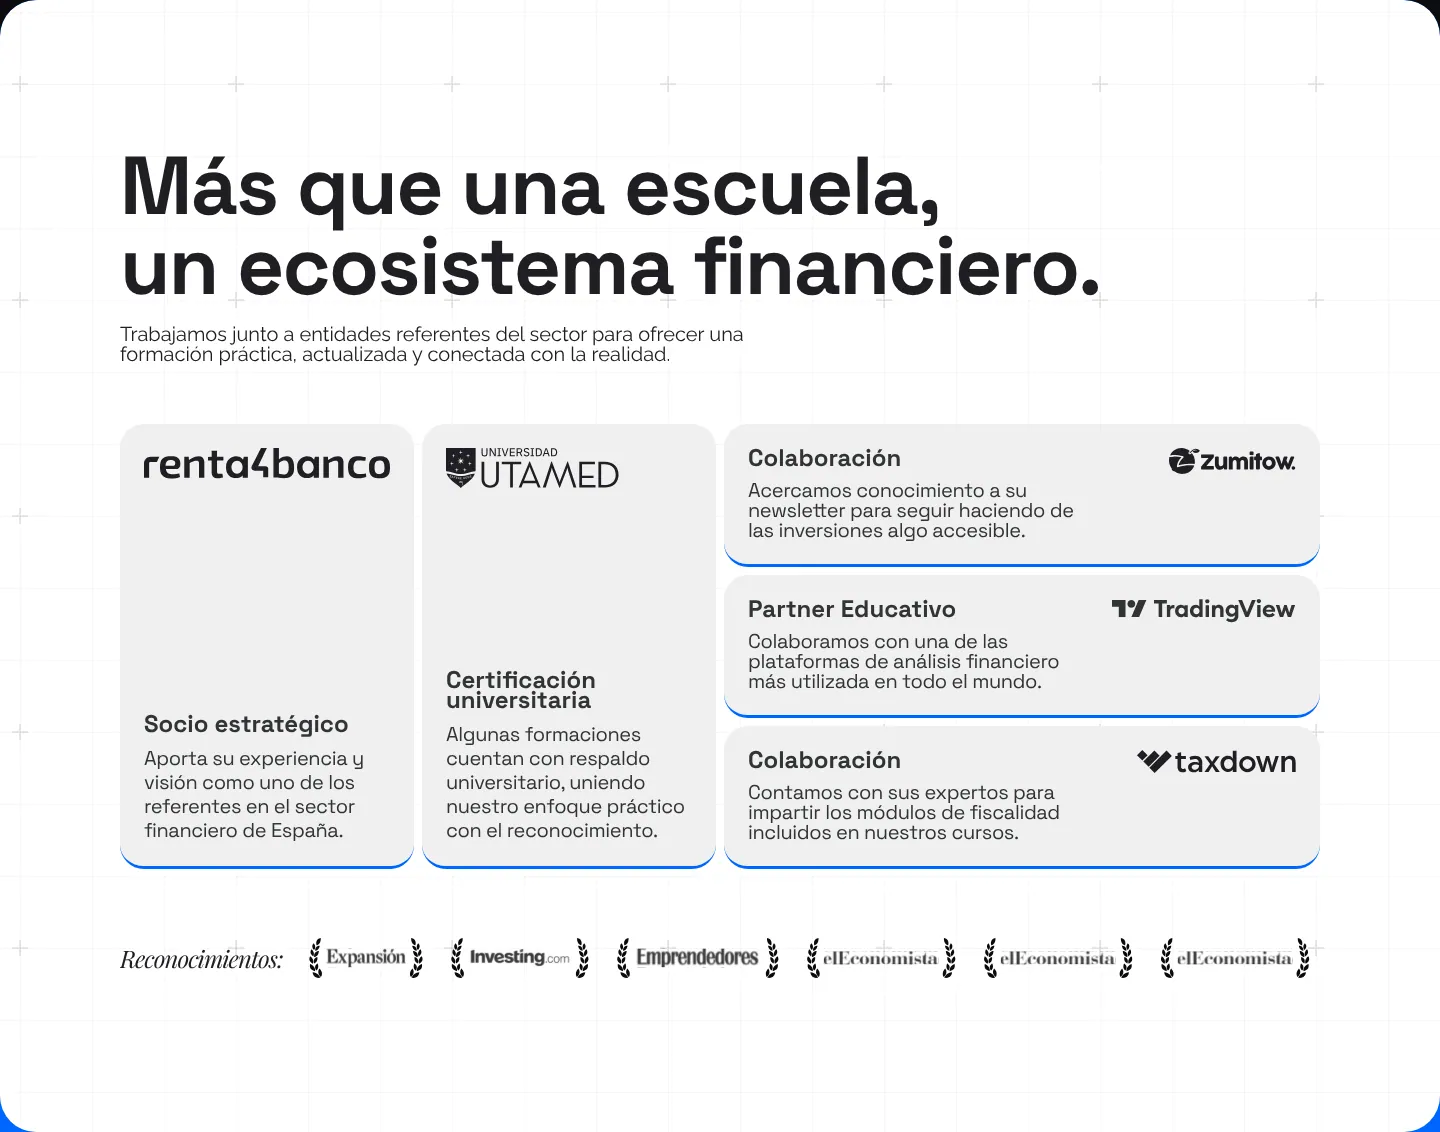 Más que una escuela,
un ecosistema financiero.
Trabajamos junto a entidades referentes del sector para ofrecer una
formación práctica, actualizada y conectada con la realidad.
renta4banco
Socio estratégico
Aporta su experiencia y
visión como uno de los
referentes en el sector
financiero de España.
UNIVERSIDAD
UTAMED
Certificación
universitaria
Algunas formaciones
cuentan con respaldo
universitario, uniendo
nuestro enfoque práctico
con el reconocimiento.
Colaboración
Zumitow.
Acercamos conocimiento a su
newsletter para seguir haciendo de
las inversiones algo accesible.
Partner Educativo
TradingView
Colaboramos con una de las
plataformas de análisis financiero
más utilizada en todo el mundo.
Colaboración
taxdown
Contamos con sus expertos para
impartir los módulos de fiscalidad
incluidos en nuestros cursos.
Reconocimientos:
Expansión
Investing.com
Emprendedores
elEconomista
elEconomista
elEconomista